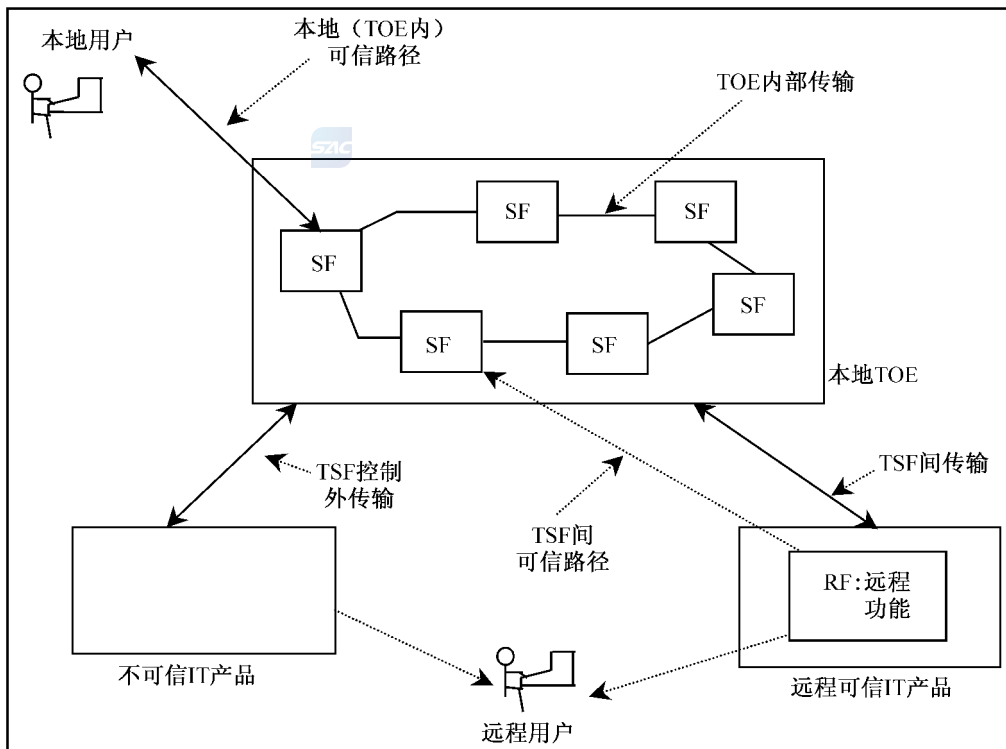 本地用户
本地（TOE内）
可信路径
TOE内部传输
SAC
SF
SF
SF
SF
SF
SF
本地TOE
TSF控制
外传输
TSF间
可信路径
TSF间传输
RF:远程
功能
不可信IT产品
远程可信IT产品
远程用户